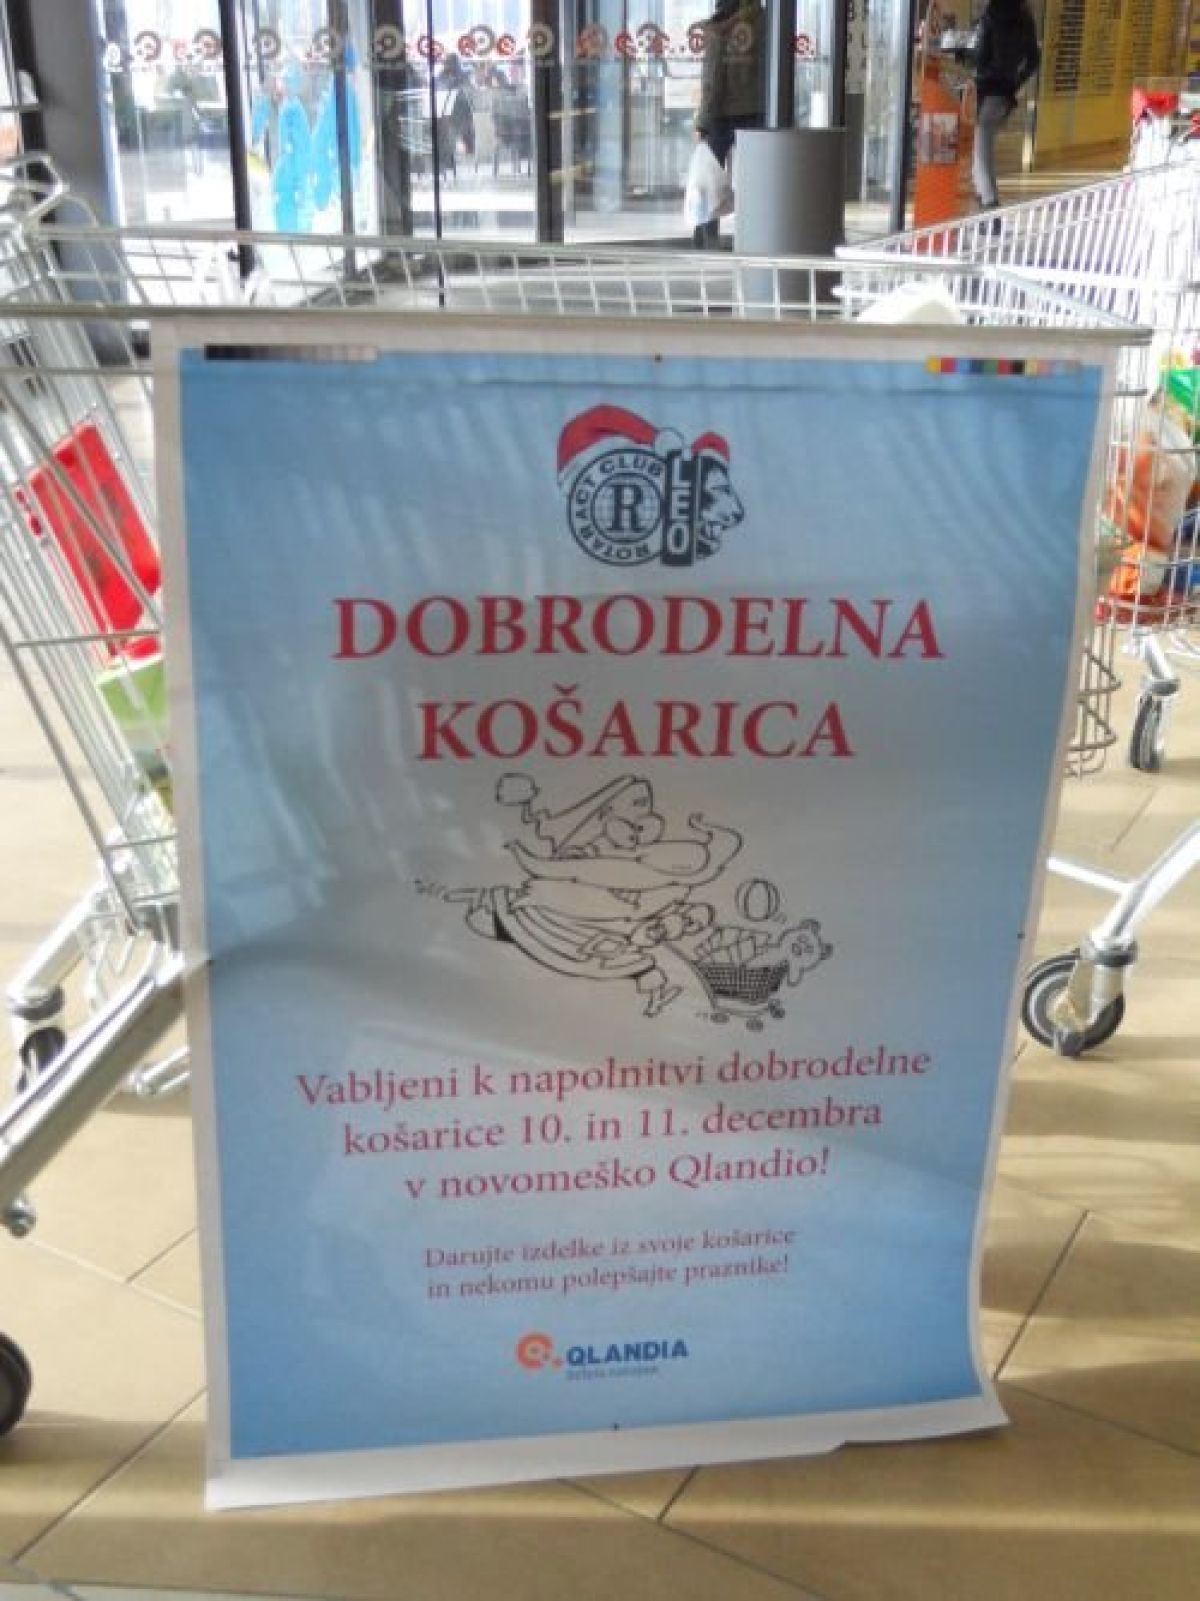 ROTARACT CLUB
R
LEO
DOBRODELNA
KOŠARICA
Vabljeni k napolnitvi dobrodelne
košarice 10. in 11. decembra
v novomeško Qlandio!
Darujte izdelke iz svoje košarice
in nekomu polepšajte praznike!
QLANDIA